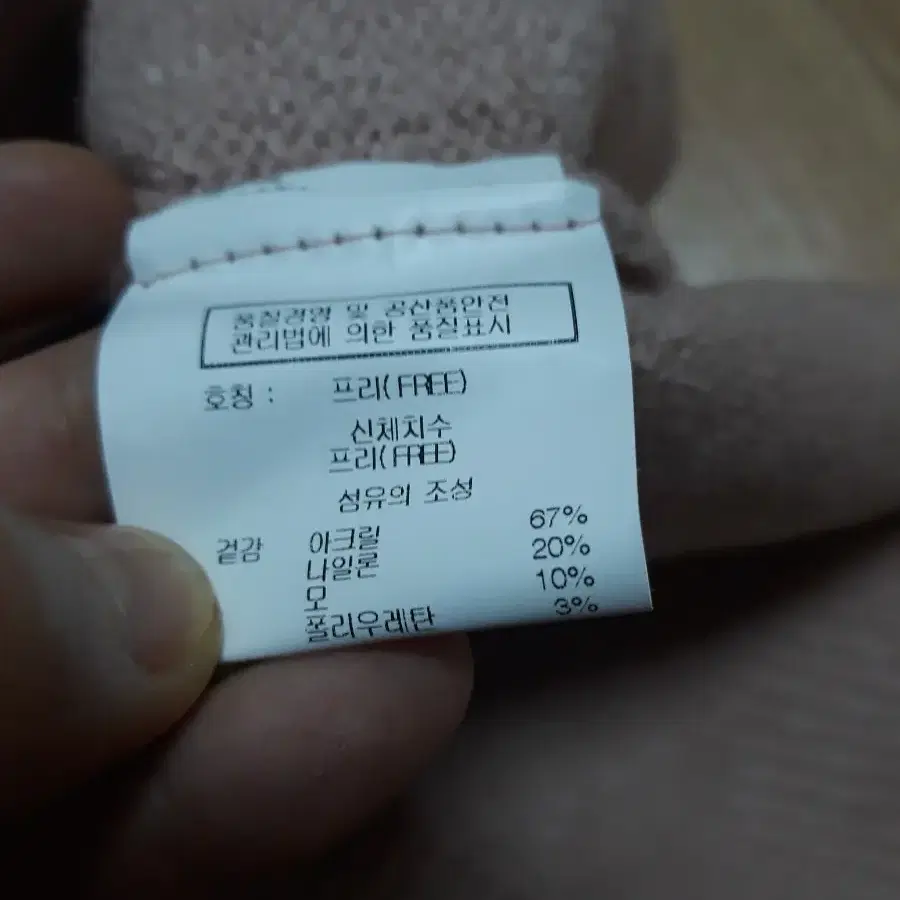 품질경영 및 공산품안전
관리법에 의한 품질표시
호칭 : 프리(FREE)
신체치수
프리(FREE)
섬유의 조성
겉감 아크릴 67%
나일론 20%
모 10%
폴리우레탄 3%